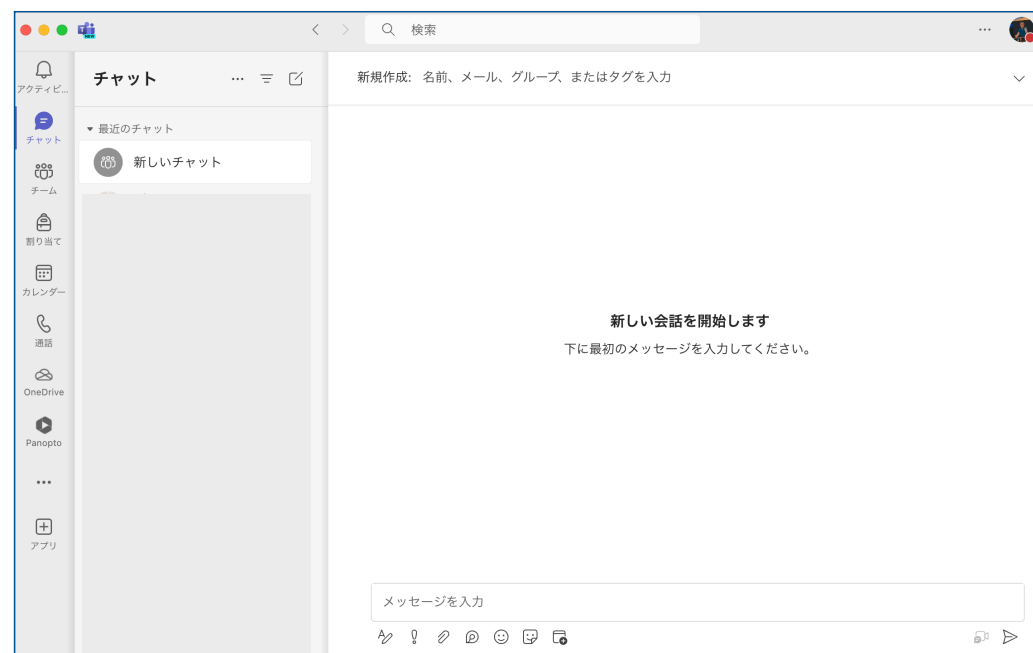 NEW
検索
アクティビ...
チャット
チーム
割り当て
カレンダー
通話
OneDrive
Panopto
アプリ
チャット
最近のチャット
新しいチャット
新規作成: 名前、メール、グループ、またはタグを入力
新しい会話を開始します
下に最初のメッセージを入力してください。
メッセージを入力